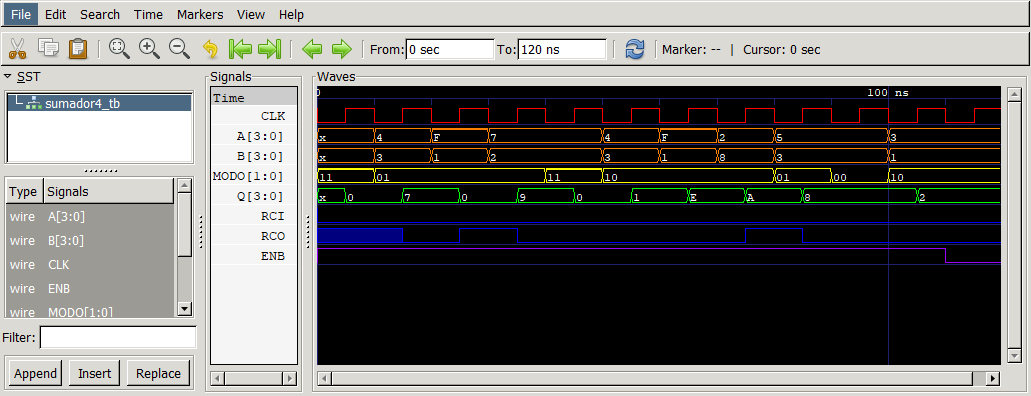 File Edit Search Time Markers View Help
From: 0 sec To: 120 ns Marker: -- | Cursor: 0 sec
SST
sumador4_tb
Type Signals
wire A[3:0]
wire B[3:0]
wire CLK
wire ENB
wire MODO[1:0]
Filter:
Append Insert Replace
Signals
Time
CLK
A[3:0]
B[3:0]
MODO[1:0]
Q[3:0]
RCI
RCO
ENB
Waves
0 100 ns
x 4 F 7 4 F 2 5 3
x 3 1 2 3 1 8 3 1
11 01 11 10 01 00 10
x 0 7 0 9 0 1 E A 8 2